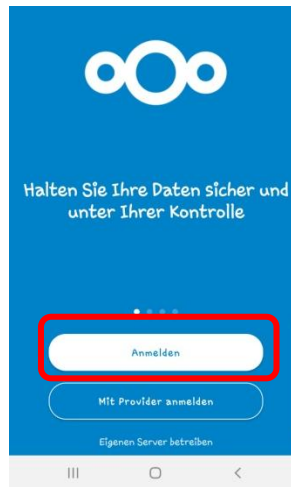 Halten Sie Ihre Daten sicher und
unter Ihrer Kontrolle
Anmelden
Mit Provider anmelden
Eigenen Server betreiben